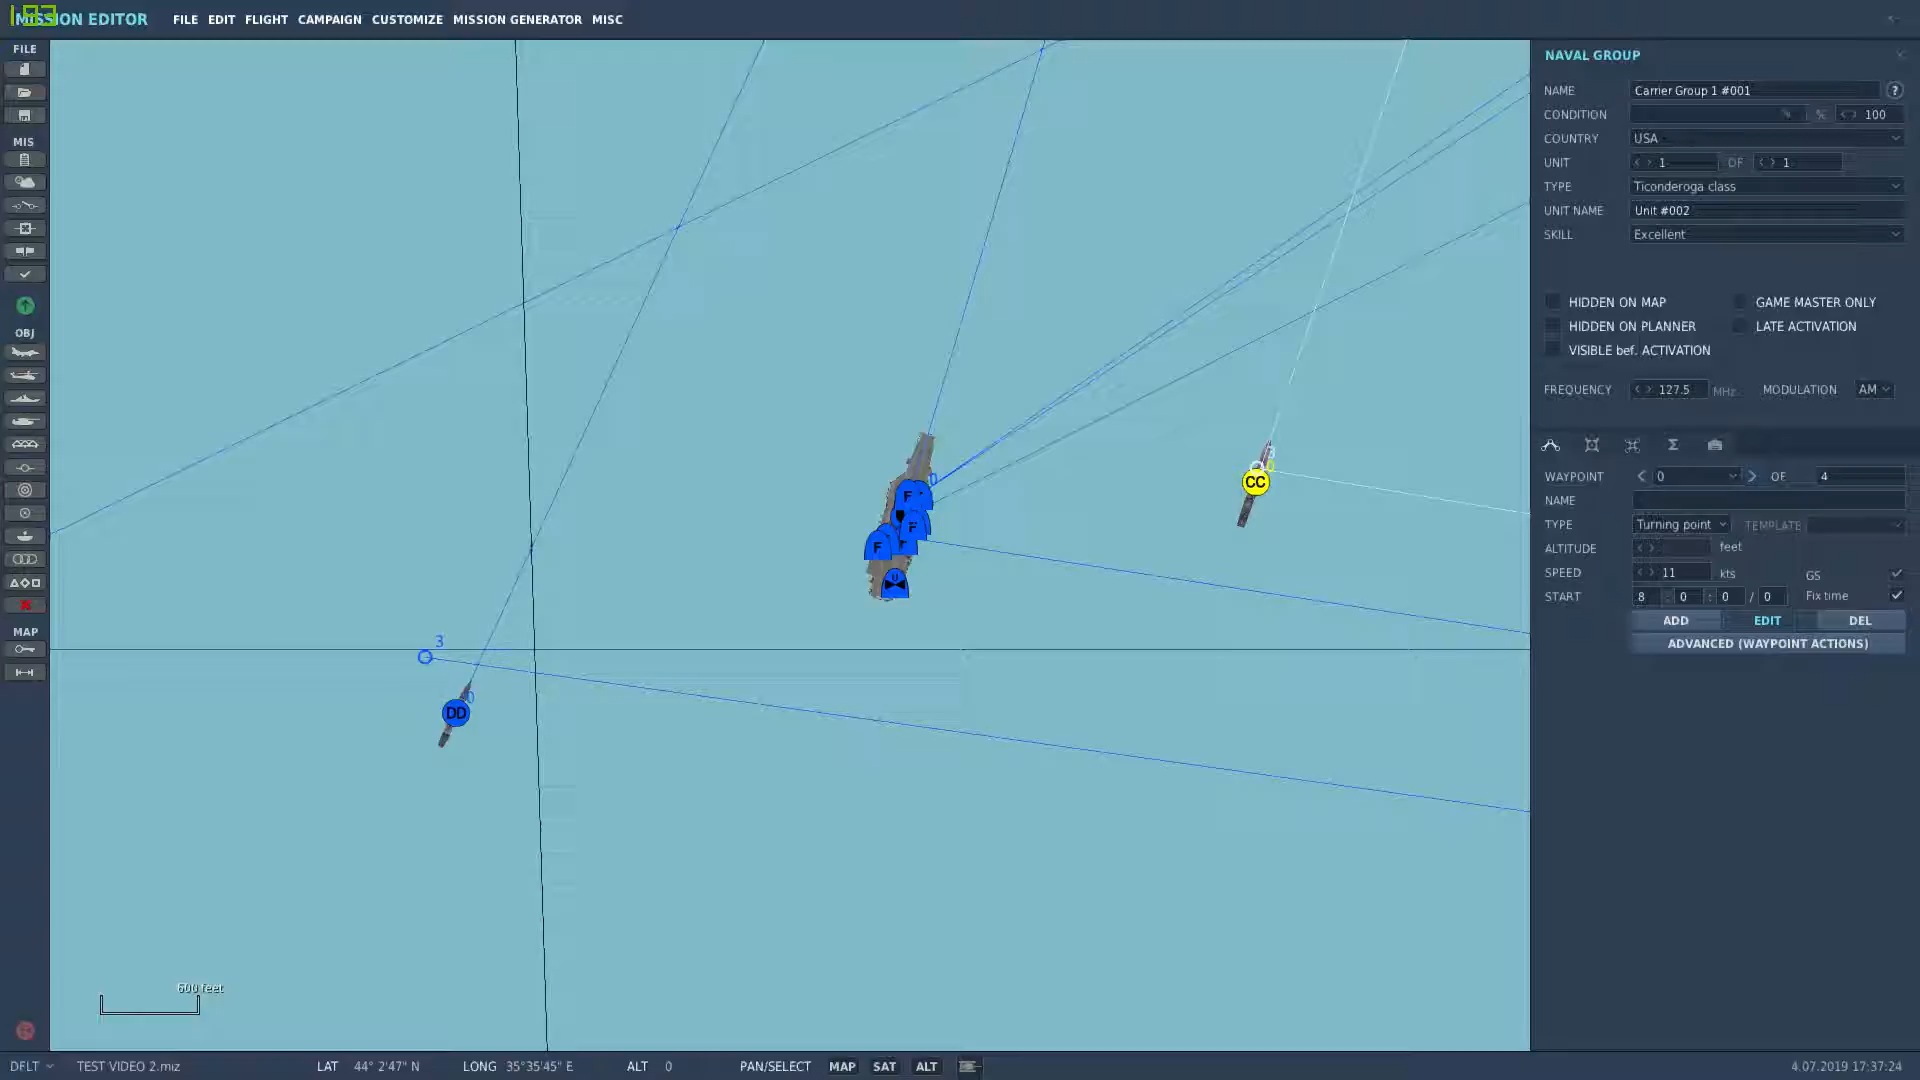 193
MISSION EDITOR FILE EDIT FLIGHT CAMPAIGN CUSTOMIZE MISSION GENERATOR MISC
FILE
MIS
OBJ
MAP
NAVAL GROUP
NAME Carrier Group 1 #001 ?
CONDITION % < > 100
COUNTRY USA
UNIT < > 1 OF < > 1
TYPE Ticonderoga class
UNIT NAME Unit #002
SKILL Excellent
HIDDEN ON MAP GAME MASTER ONLY
HIDDEN ON PLANNER LATE ACTIVATION
VISIBLE bef. ACTIVATION
FREQUENCY < > 127.5 MHz MODULATION AM
WAYPOINT < 0 > OF 4
NAME
TYPE Turning point TEMPLATE
ALTITUDE < > feet
SPEED < > 11 kts GS
START 8 : 0 : 0 / 0 Fix time
ADD EDIT DEL
ADVANCED (WAYPOINT ACTIONS)
0
F
F
F
F
CC
0
3
0
DD
600 feet
DFLT TEST VIDEO 2.miz LAT 44° 2'47" N LONG 35°35'45" E ALT 0 PAN/SELECT MAP SAT ALT 4.07.2019 17:37:24